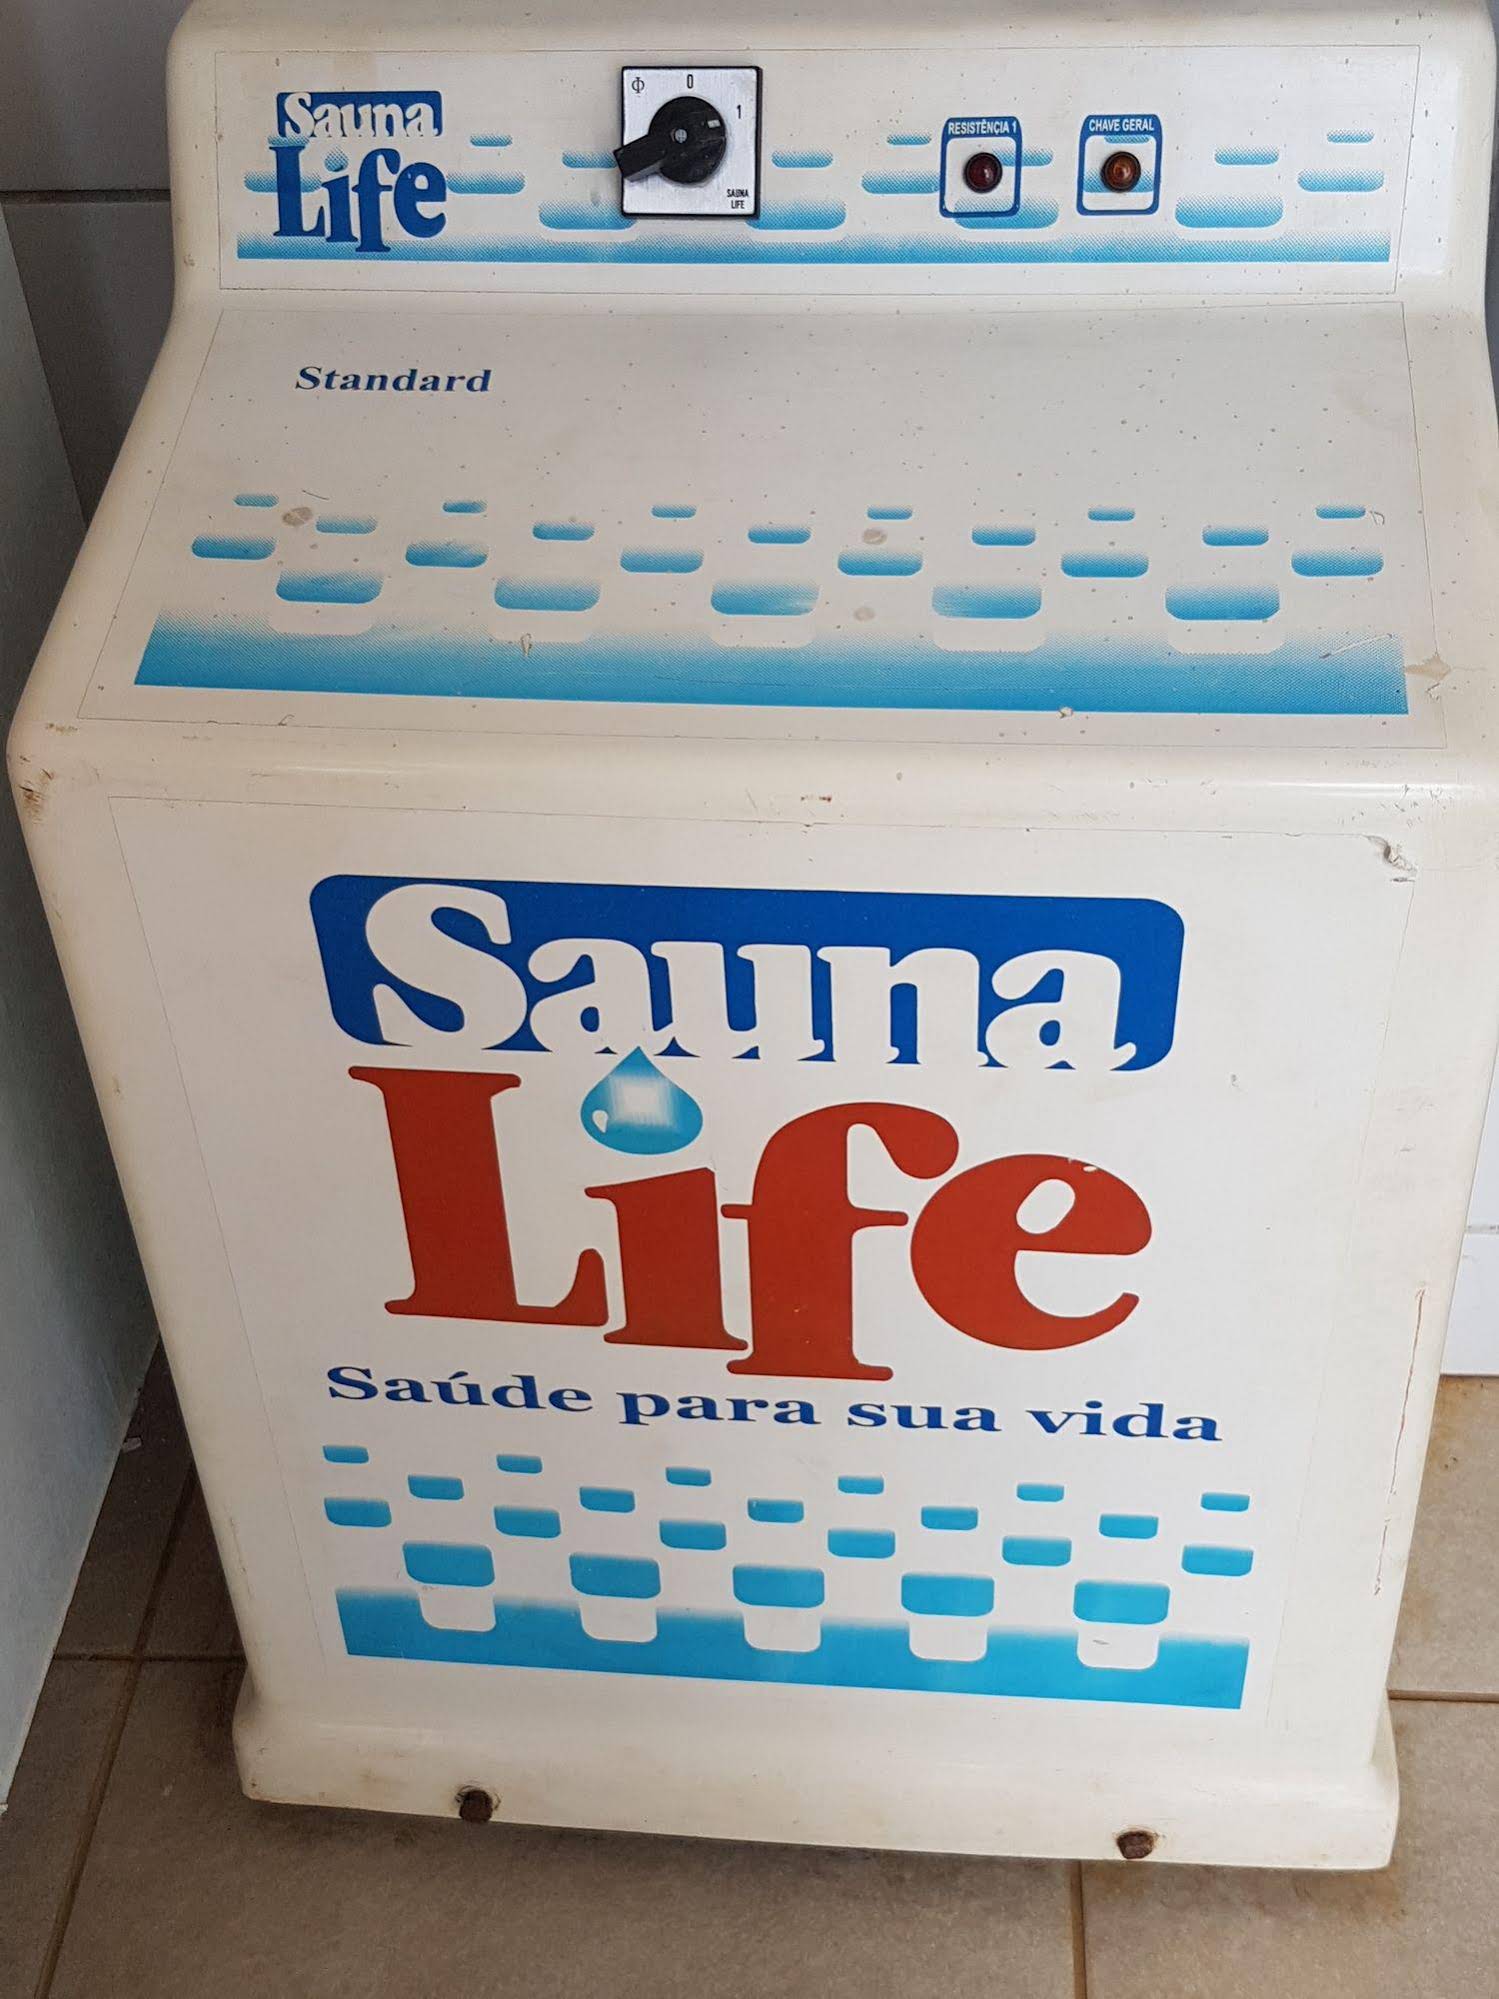 Sauna
Life
Φ 0 1
SAUNA
LIFE
RESISTÊNCIA 1
CHAVE GERAL
Standard
Sauna
Life
Saúde para sua vida